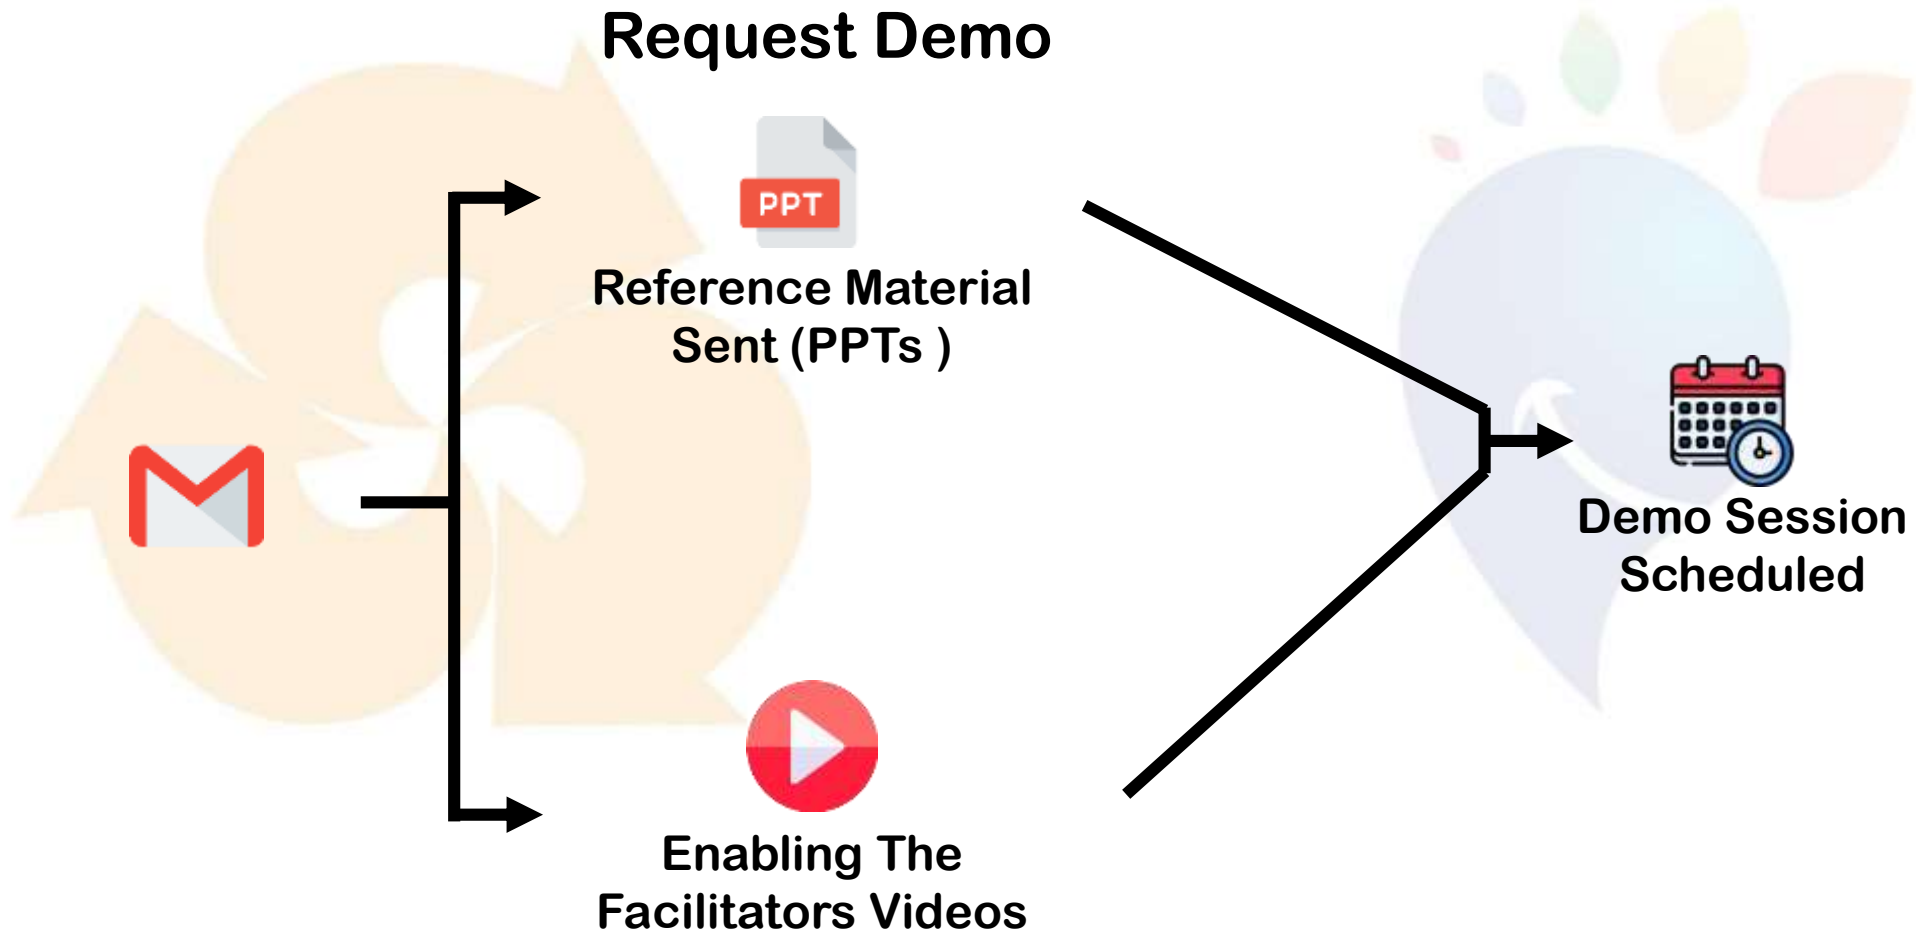 Request Demo
PPT
Reference Material
Sent (PPTs )
Demo Session
Scheduled
Enabling The
Facilitators Videos